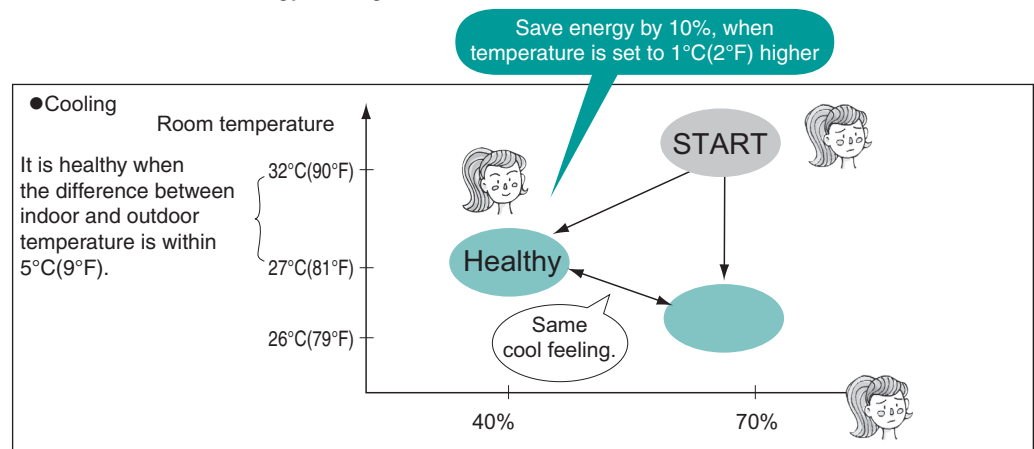 Save energy by 10%, when
temperature is set to 1°C(2°F) higher
●Cooling
Room temperature
START
It is healthy when
the difference between
indoor and outdoor
temperature is within
5°C(9°F).
32°C(90°F)
27°C(81°F)
26°C(79°F)
Healthy
Same
cool feeling.
40%
70%